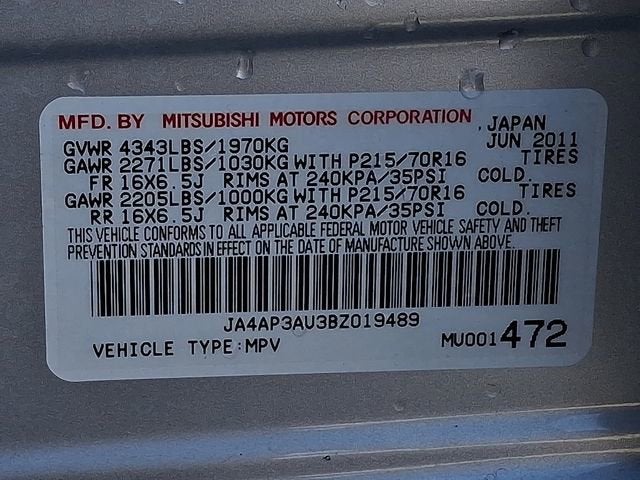 MFD. BY MITSUBISHI MOTORS CORPORATION , JAPAN
GVWR 4343LBS/1970KG JUN 2011
GAWR 2271LBS/1030KG WITH P215/70R16 TIRES
FR 16X6.5J RIMS AT 240KPA/35PSI COLD.
GAWR 2205LBS/1000KG WITH P215/70R16 TIRES
RR 16X6.5J RIMS AT 240KPA/35PSI COLD.
THIS VEHICLE CONFORMS TO ALL APPLICABLE FEDERAL MOTOR VEHICLE SAFETY AND THEFT
PREVENTION STANDARDS IN EFFECT ON THE DATE OF MANUFACTURE SHOWN ABOVE.
JA4AP3AU3BZ019489
VEHICLE TYPE:MPV MU001472